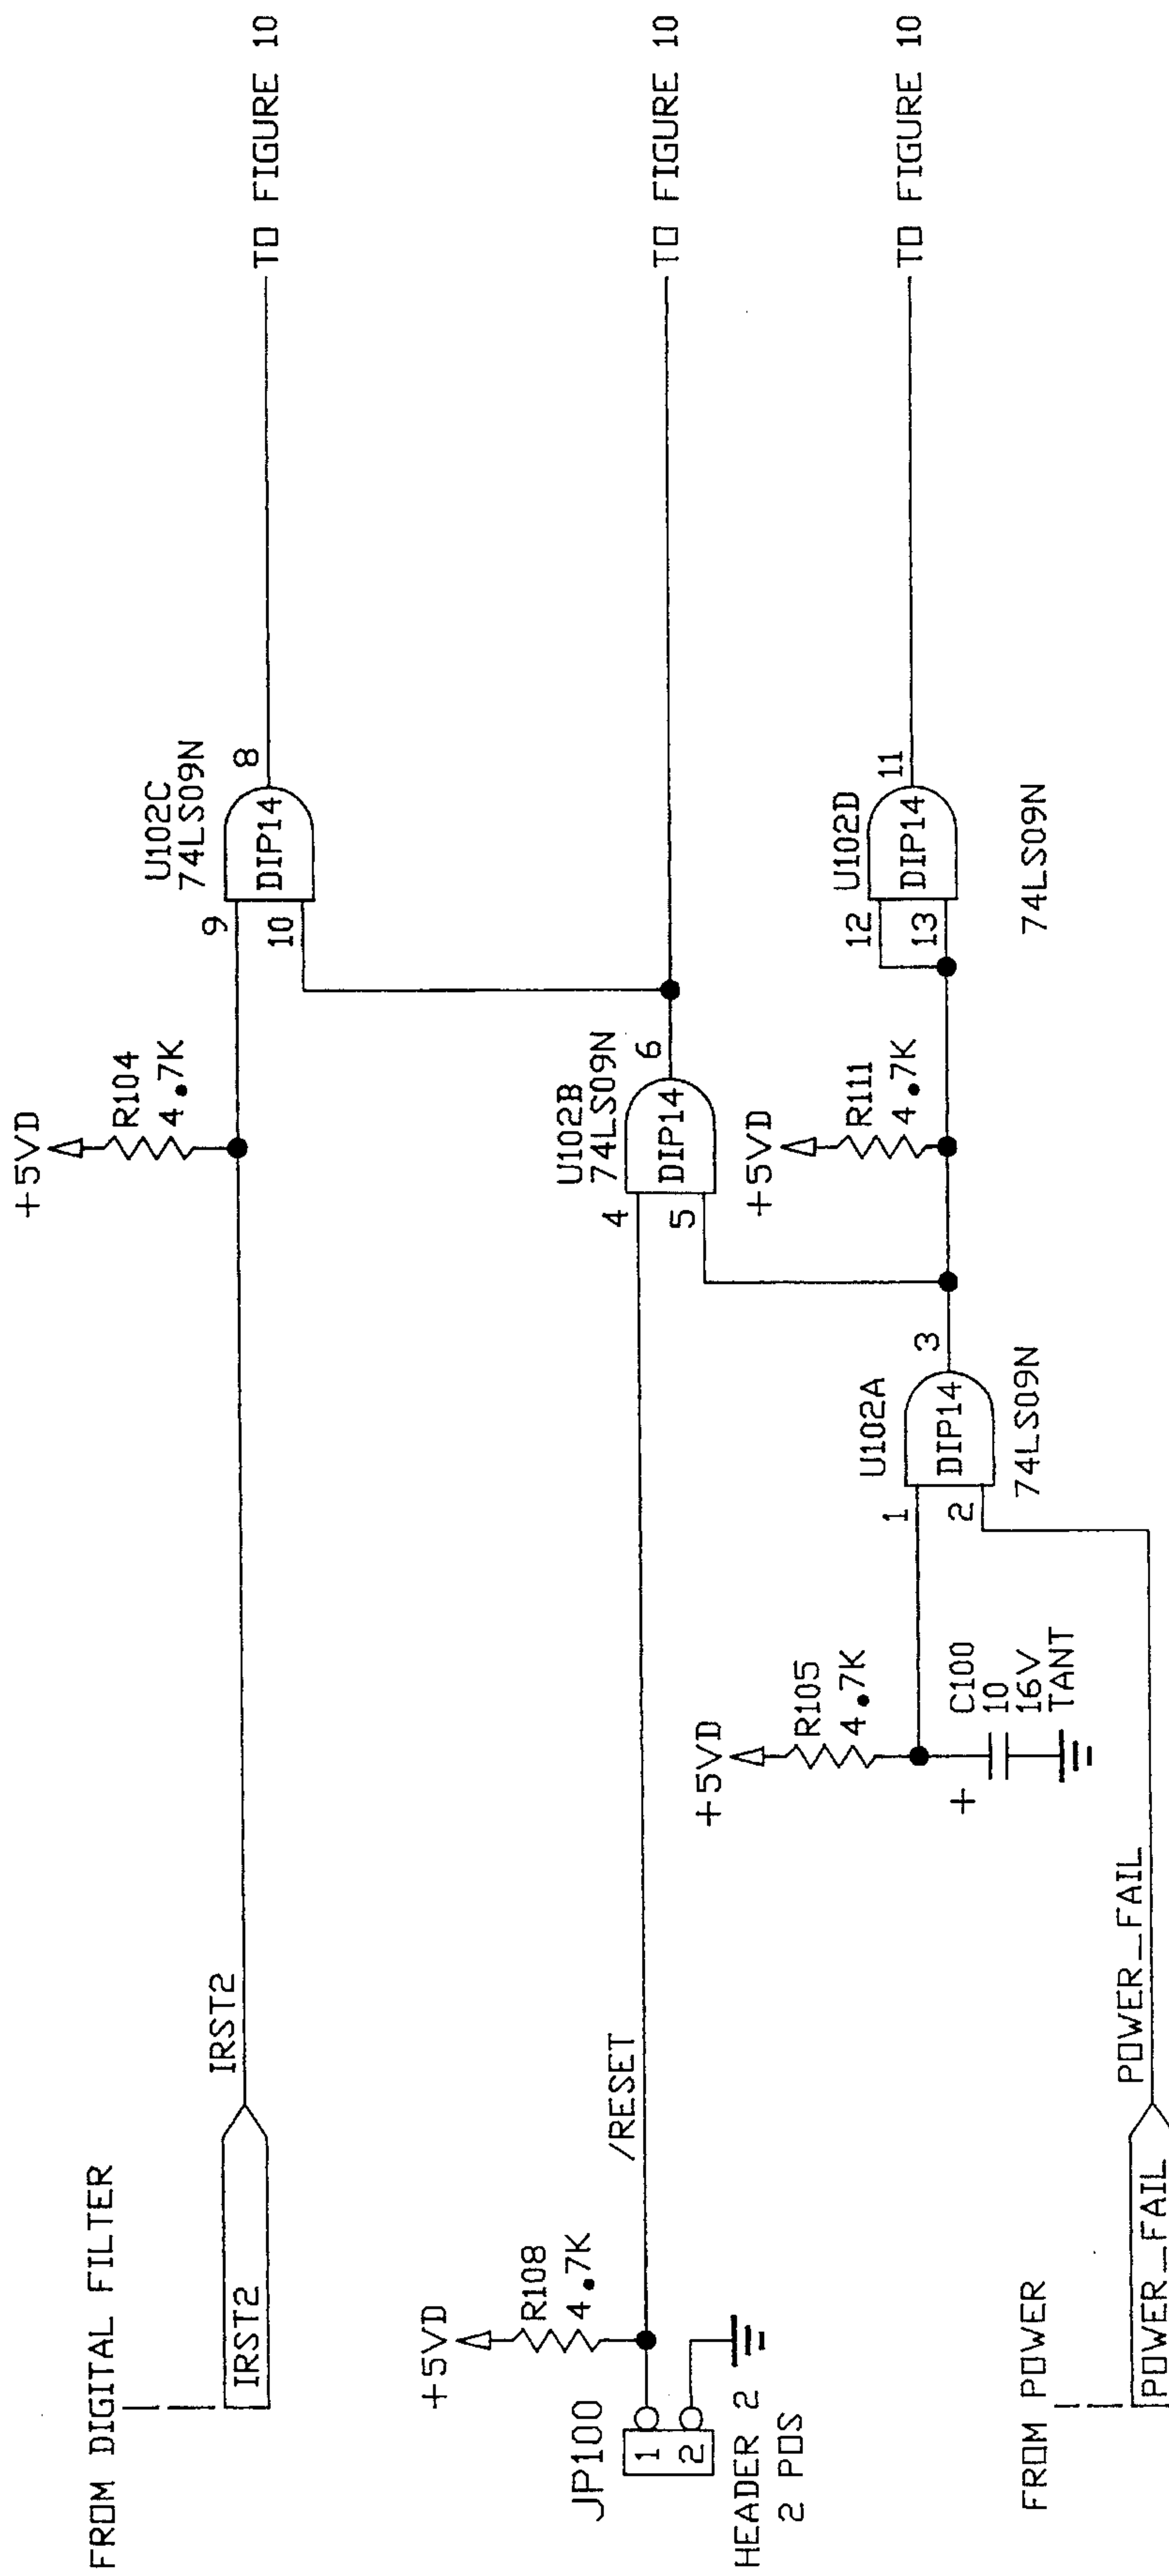 FROM DIGITAL FILTER
IRST2
IRST2
+5VD
R104
4.7K
9
10
U102C
74LS09N
DIP14
8
TO FIGURE 10
+5VD
R108
4.7K
JP100
1
2
HEADER 2
2 POS
/RESET
4
5
U102B
74LS09N
DIP14
6
TO FIGURE 10
+5VD
R105
4.7K
+
C100
10
16V
TANT
1
2
U102A
DIP14
74LS09N
3
+5VD
R111
4.7K
12
13
U102D
DIP14
74LS09N
11
TO FIGURE 10
FROM POWER
POWER_FAIL
POWER_FAIL